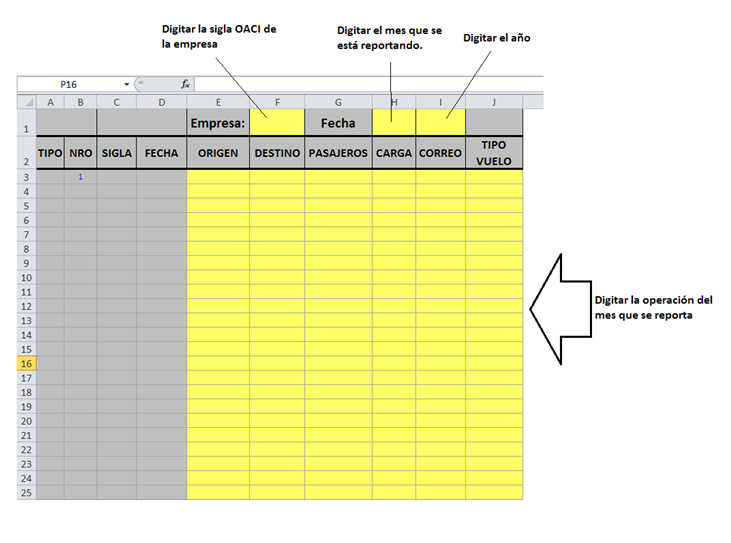 Digitar la sigla OACI de
la empresa
Digitar el mes que se
está reportando.
Digitar el año
P16 fx
A B C D E F G H I J
1 Empresa: Fecha
2 TIPO NRO SIGLA FECHA ORIGEN DESTINO PASAJEROS CARGA CORREO TIPO
VUELO
3 1
4
5
6
7
8
9
10
11
12
13
14
15
16
17
18
19
20
21
22
23
24
25
Digitar la operación del
mes que se reporta